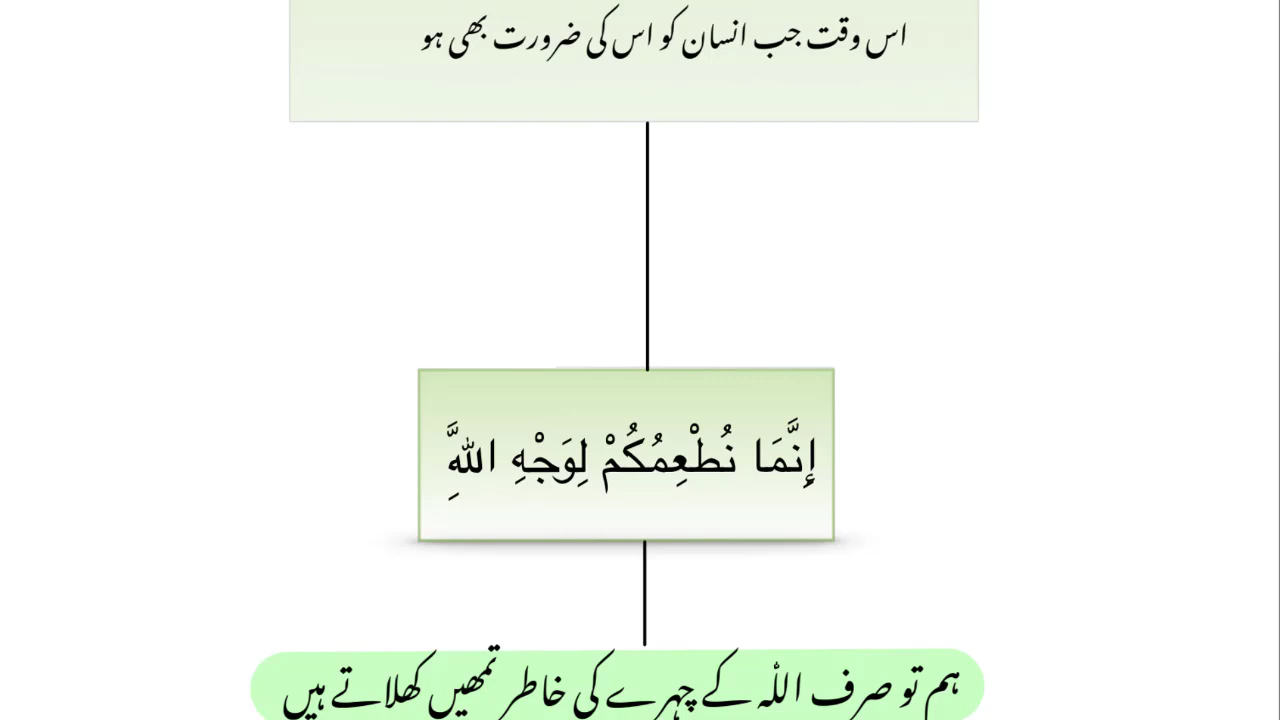 اس وقت جب انسان کو اس کی ضرورت بھی ہو
إِنَّمَا نُطْعِمُكُمْ لِوَجْهِ اللَّهِ
ہم تو صرف اللہ کے چہرے کی خاطر تمھیں کھلاتے ہیں